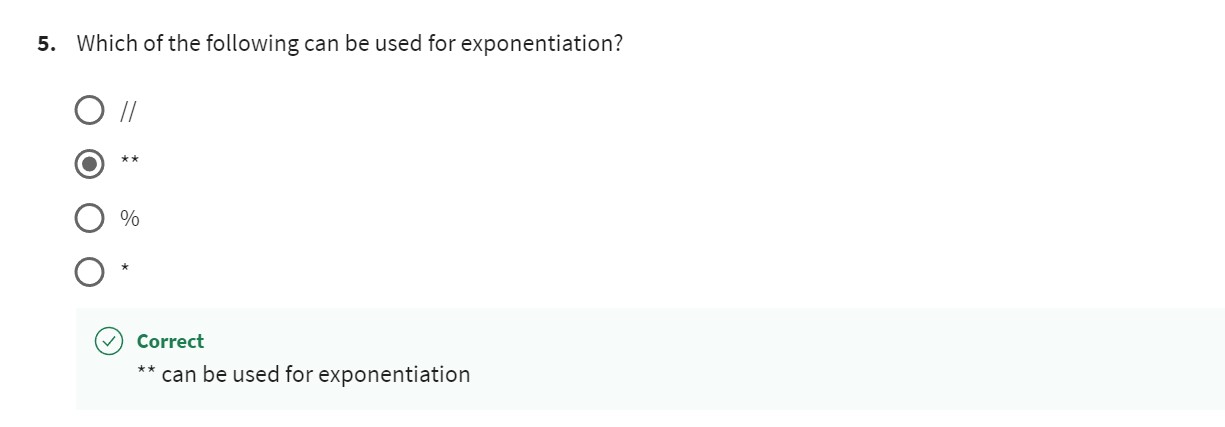 5. Which of the following can be used for exponentiation?
//
**
%
*
Correct
** can be used for exponentiation